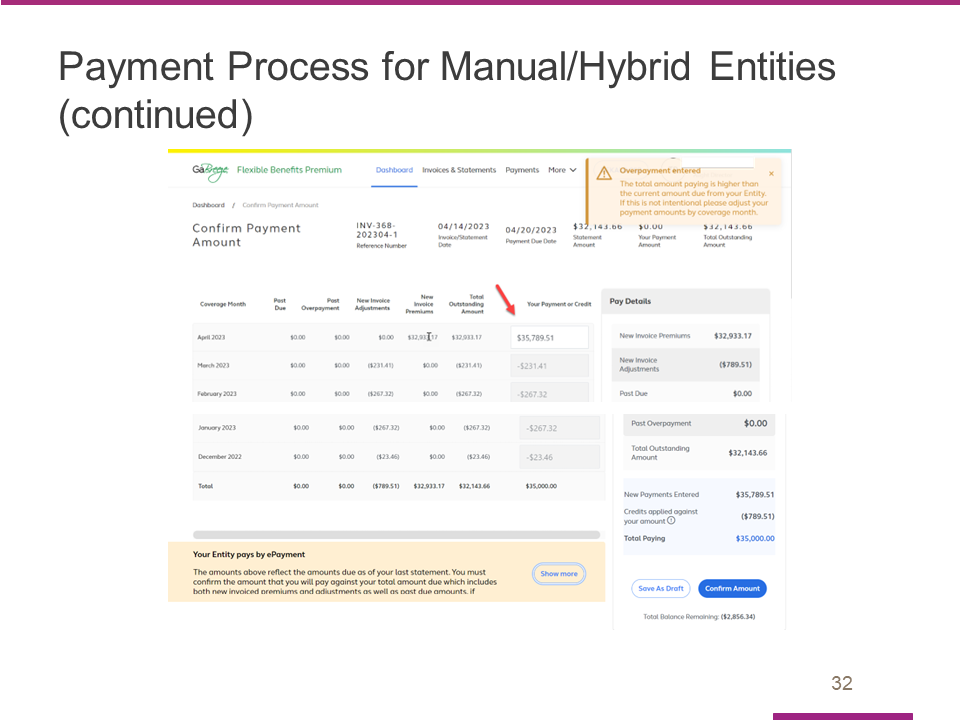 Payment Process for Manual/Hybrid Entities
(continued)
GaBreeze Flexible Benefits Premium
Dashboard Invoices & Statements Payments More
Overpayment entered ×
The total amount paying is higher than
the current amount due from your Entity.
If this is not intentional please adjust your
payment amounts by coverage month.
Dashboard / Confirm Payment Amount
Confirm Payment
Amount
INV-368-
202304-1
Reference Number
04/14/2023
Invoice/Statement
Date
04/20/2023
Payment Due Date
$32,143.66
Statement
Amount
$0.00
Your Payment
Amount
$32,143.66
Total Outstanding
Amount
Coverage Month Past Due Past Overpayment New Invoice Adjustments New Invoice Premiums Total Outstanding Amount Your Payment or Credit
April 2023 $0.00 $0.00 $0.00 $32,933.17 $32,933.17 $35,789.51
March 2023 $0.00 $0.00 ($231.41) $0.00 ($231.41) -$231.41
February 2023 $0.00 $0.00 ($267.32) $0.00 ($267.32) -$267.32
January 2023 $0.00 $0.00 ($267.32) $0.00 ($267.32) -$267.32
December 2022 $0.00 $0.00 ($23.46) $0.00 ($23.46) -$23.46
Total $0.00 $0.00 ($789.51) $32,933.17 $32,143.66 $35,000.00
Pay Details
New Invoice Premiums $32,933.17
New Invoice
Adjustments ($789.51)
Past Due $0.00
Past Overpayment $0.00
Total Outstanding
Amount $32,143.66
New Payments Entered $35,789.51
Credits applied against
your amount ($789.51)
Total Paying $35,000.00
Save As Draft Confirm Amount
Total Balance Remaining: ($2,856.34)
Your Entity pays by ePayment
The amounts above reflect the amounts due as of your last statement. You must
confirm the amount that you will pay against your total amount due which includes
both new invoiced premiums and adjustments as well as past due amounts, if
Show more
32